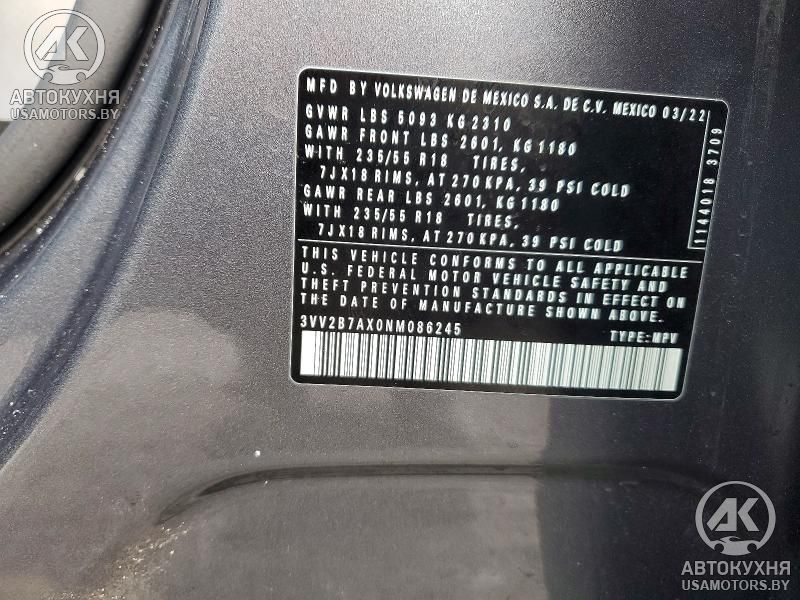 АК
АВТОКУХНЯ
USAMOTORS.BY
MFD BY VOLKSWAGEN DE MEXICO S.A. DE C.V. MEXICO 03/22
GVWR LBS 5093 KG 2310
GAWR FRONT LBS 2601, KG 1180
WITH 235/55 R18 TIRES,
7JX18 RIMS, AT 270 KPA, 39 PSI COLD
GAWR REAR LBS 2601, KG 1180
WITH 235/55 R18 TIRES,
7JX18 RIMS, AT 270 KPA, 39 PSI COLD
1144018 3709
THIS VEHICLE CONFORMS TO ALL APPLICABLE
U.S. FEDERAL MOTOR VEHICLE SAFETY AND
THEFT PREVENTION STANDARDS IN EFFECT ON
THE DATE OF MANUFACTURE SHOWN ABOVE.
3VV2B7AX0NM086245 TYPE: MPV
АК
АВТОКУХНЯ
USAMOTORS.BY